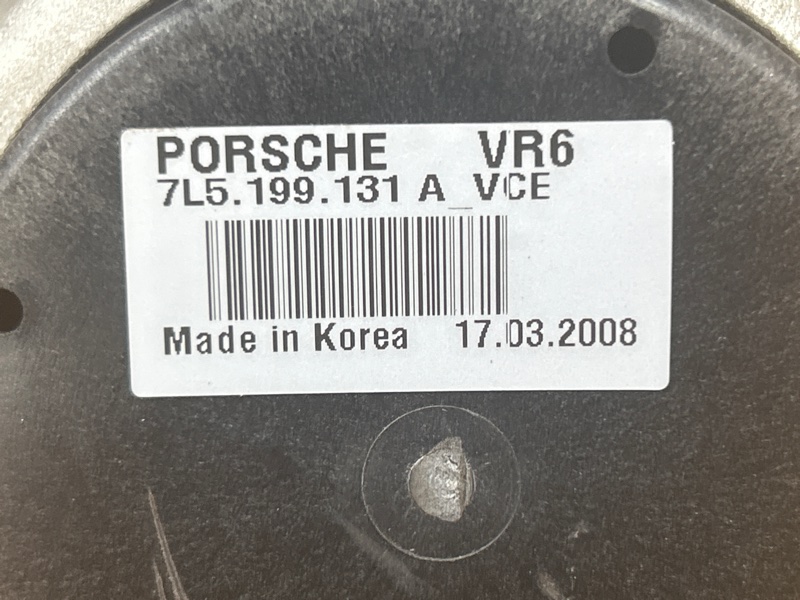 PORSCHE VR6
7L5.199.131 A_VCE
Made in Korea 17.03.2008